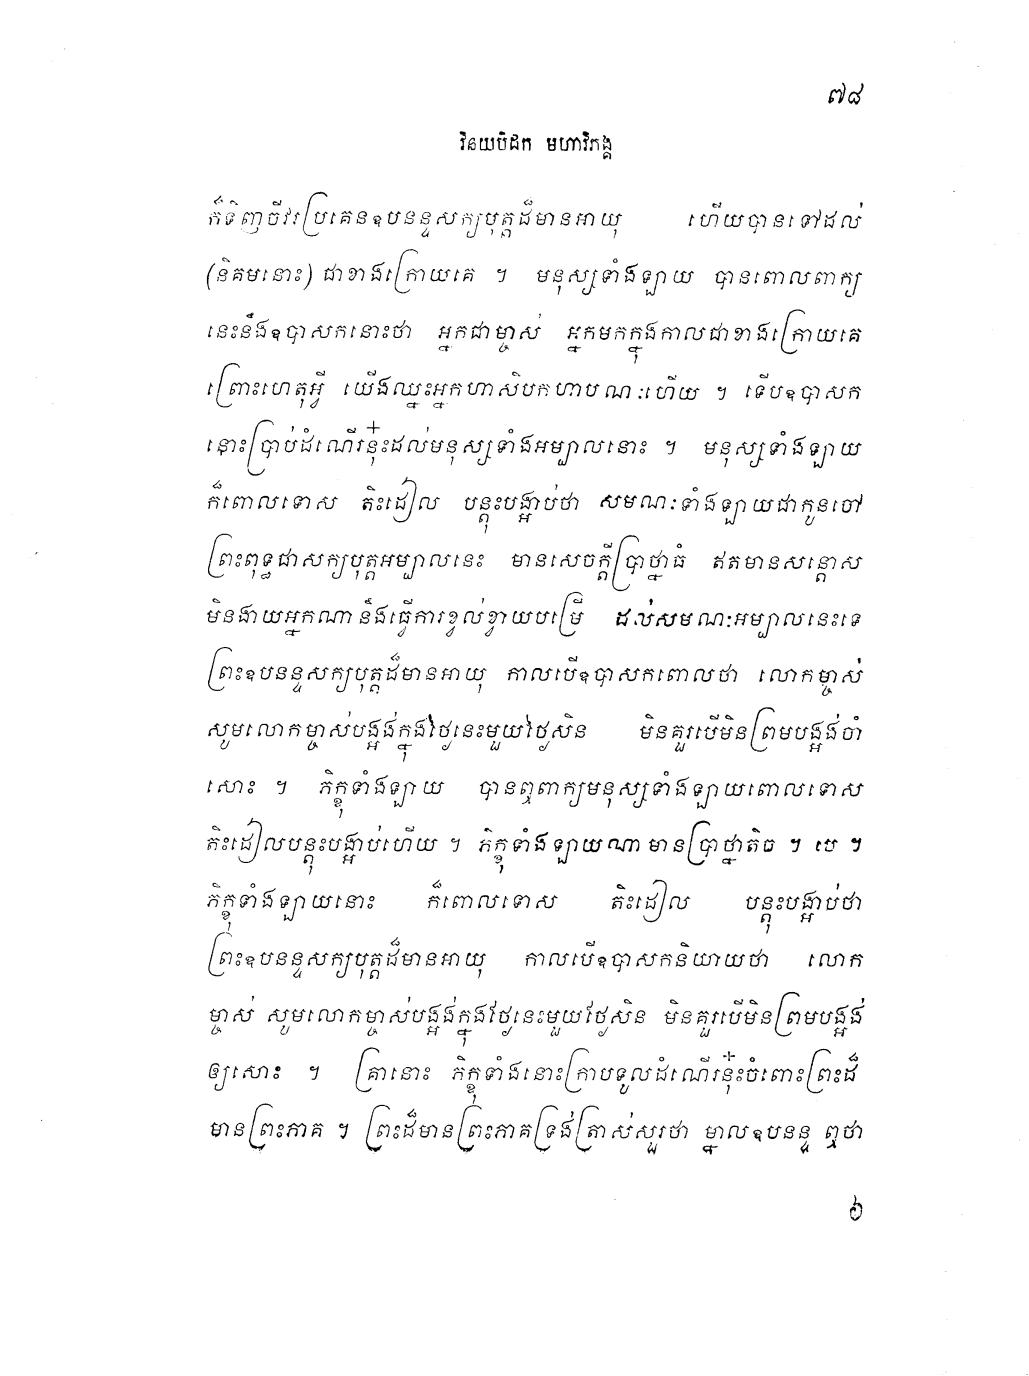 ៧៨
វិនយបិដក មហាវិភង្គ
ក៏ទិញចីវរប្រគេនឧបនន្ទសក្យបុត្តដ៏មានអាយុ ហើយបានទៅដល់
(និគមនោះ) ជាខាងក្រោយគេ ។ មនុស្សទាំងឡាយ បានពោលពាក្យ
នេះនឹងឧបាសកនោះថា អ្នកជាម្ចាស់ អ្នកមកក្នុងកាលជាខាងក្រោយគេ
ព្រោះហេតុអ្វី យើងឈ្នះអ្នកហាសិបកហាបណៈហើយ ។ ទើបឧបាសក
នោះប្រាប់ដំណើរនុ៎ះដល់មនុស្សទាំងអម្បាលនោះ ។ មនុស្សទាំងឡាយ
ក៏ពោលទោស តិះដៀល បន្តុះបង្អាប់ថា សមណៈទាំងឡាយជាកូនចៅ
ព្រះពុទ្ធជាសក្យបុត្តអម្បាលនេះ មានសេចក្តីប្រាថ្នាធំ ឥតមានសន្តោស
មិនងាយអ្នកណានឹងធ្វើការខ្វល់ខ្វាយបម្រើ ដល់សមណៈអម្បាលនេះទេ
ព្រះឧបនន្ទសក្យបុត្តដ៏មានអាយុ កាលបើឧបាសកពោលថា លោកម្ចាស់
សូមលោកម្ចាស់បង្អង់ក្នុងថ្ងៃនេះមួយថ្ងៃសិន មិនគួរបើមិនព្រមបង្អង់ចាំ
សោះ ។ ភិក្ខុទាំងឡាយ បានឮពាក្យមនុស្សទាំងឡាយពោលទោស
តិះដៀលបន្តុះបង្អាប់ហើយ ។ ភិក្ខុទាំងឡាយណាមានប្រាថ្នាតិច ។ បេ ។
ភិក្ខុទាំងឡាយនោះ ក៏ពោលទោស តិះដៀល បន្តុះបង្អាប់ថា
ព្រះឧបនន្ទសក្យបុត្តដ៏មានអាយុ កាលបើឧបាសកនិយាយថា លោក
ម្ចាស់ សូមលោកម្ចាស់បង្អង់ក្នុងថ្ងៃនេះមួយថ្ងៃសិន មិនគួរបើមិនព្រមបង្អង់
ឲ្យសោះ ។ គ្រានោះ ភិក្ខុទាំងនោះក្រាបទូលដំណើរនុ៎ះចំពោះព្រះដ៏
មានព្រះភាគ ។ ព្រះដ៏មានព្រះភាគទ្រង់ត្រាស់សួរថា ម្នាលឧបនន្ទ ឮថា